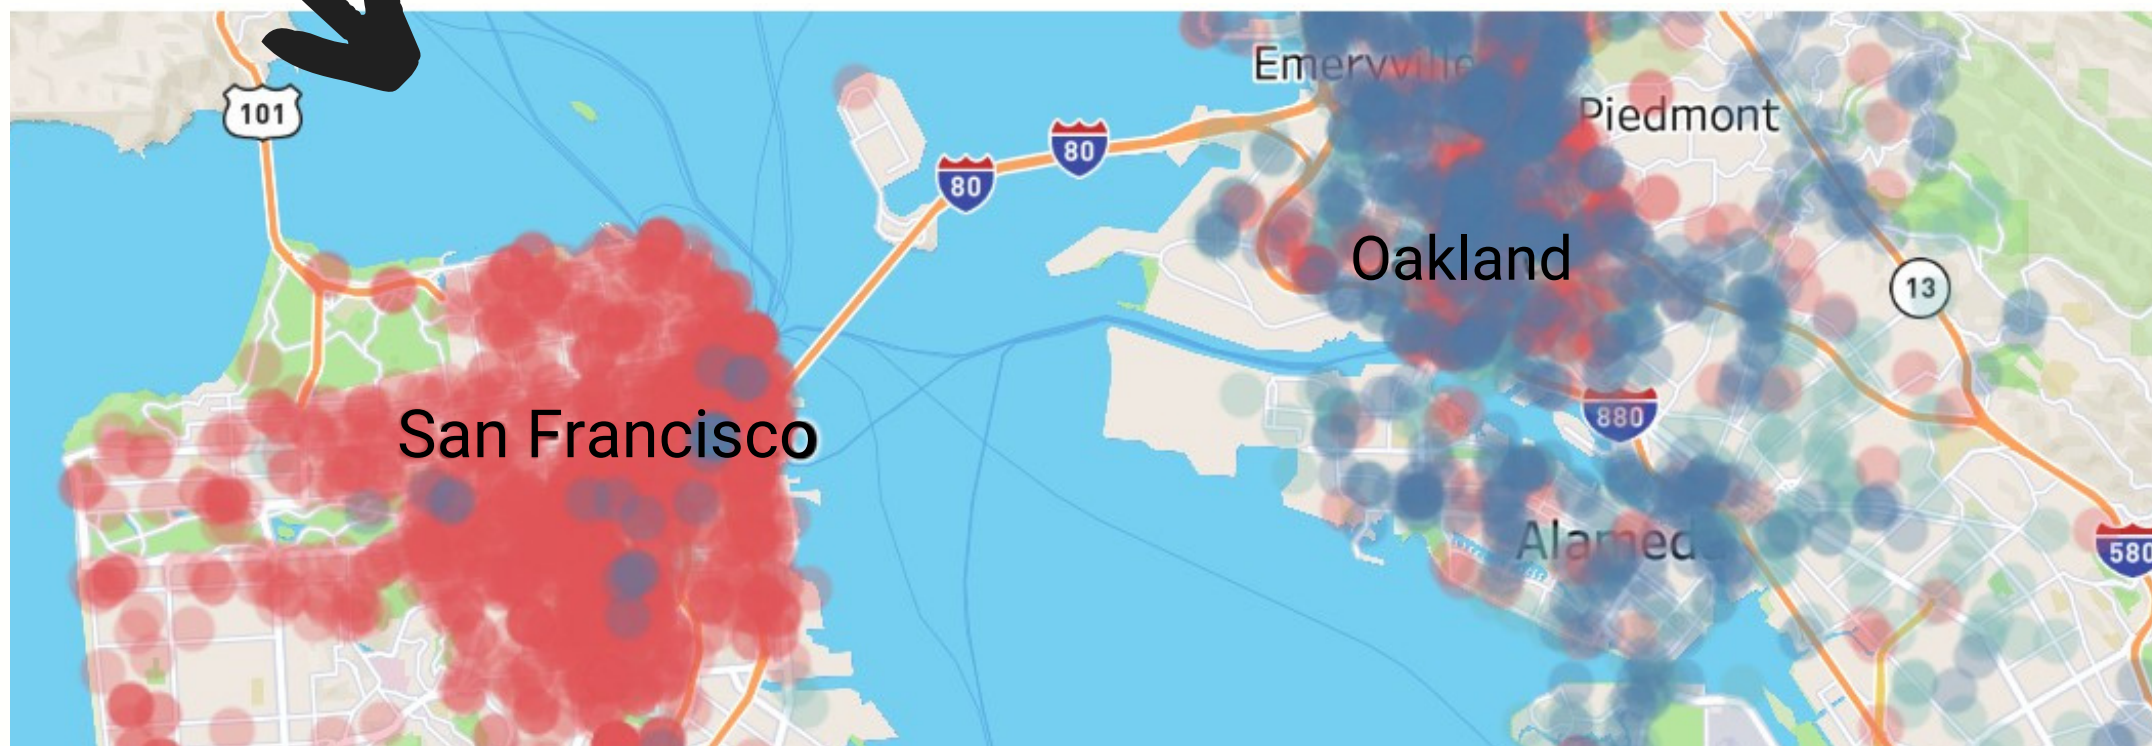 Emeryville
101
Piedmont
80
80
Oakland
13
880
San Francisco
Alameda
580